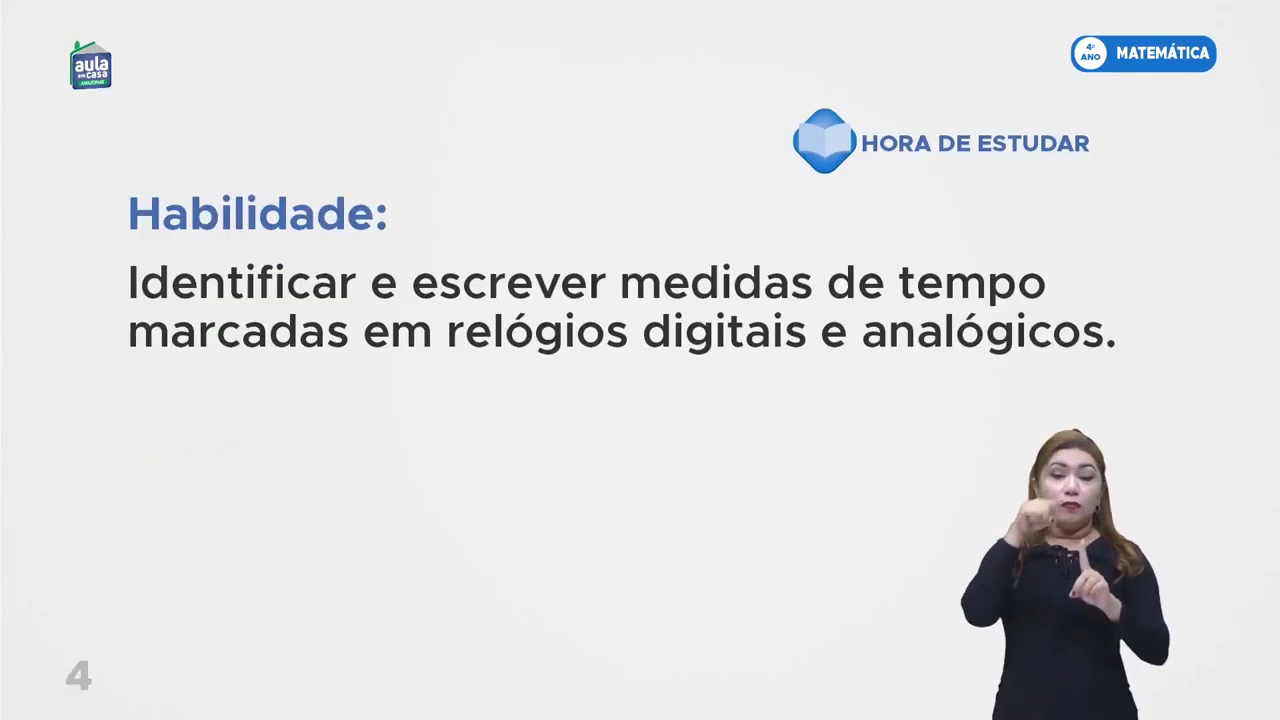 aula
em casa
AMAZONAS
4º
ANO
MATEMÁTICA
HORA DE ESTUDAR
Habilidade:
Identificar e escrever medidas de tempo
marcadas em relógios digitais e analógicos.
4